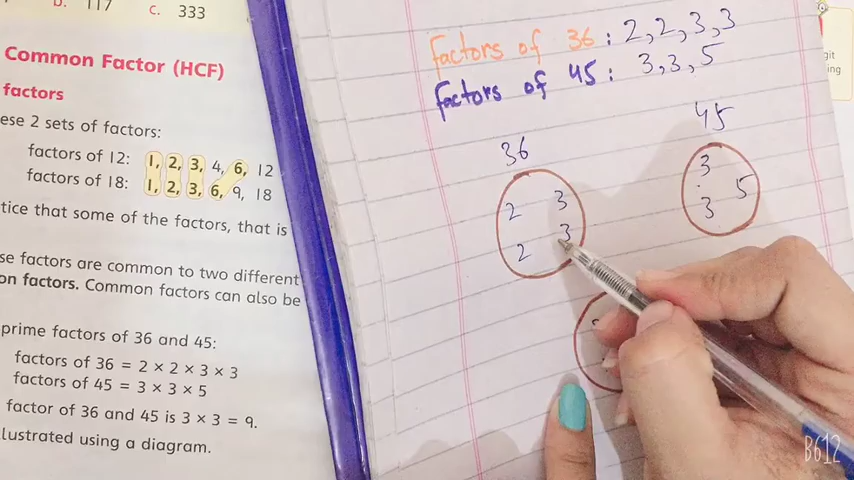 b. 117 c. 333
Common Factor (HCF)
factors
ese 2 sets of factors:
factors of 12: 1, 2, 3, 4, 6, 12
factors of 18: 1, 2, 3, 6, 9, 18
tice that some of the factors, that is
se factors are common to two different
on factors. Common factors can also be
prime factors of 36 and 45:
factors of 36 = 2 × 2 × 3 × 3
factors of 45 = 3 × 3 × 5
factor of 36 and 45 is 3 × 3 = 9.
lustrated using a diagram.
factors of 36 : 2, 2, 3, 3
factors of 45 : 3, 3, 5
36
2 3
2 3
45
3
5
3
git
ing
B612